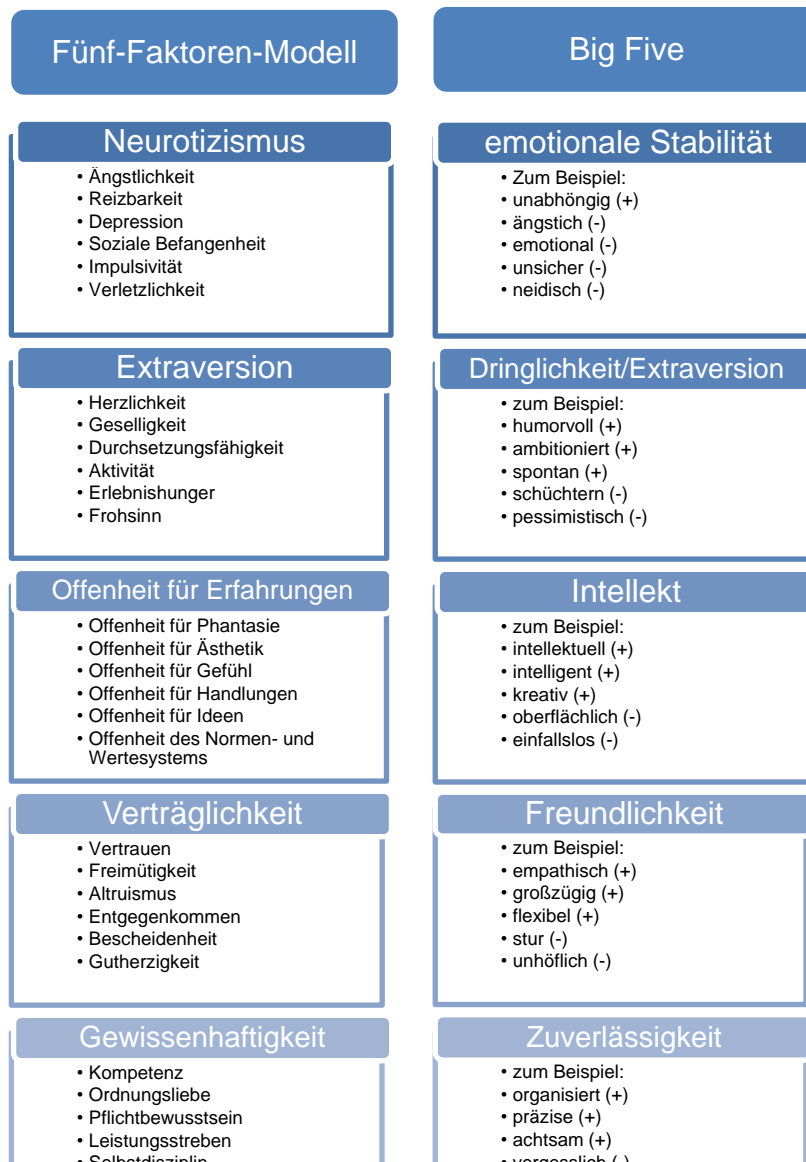 Fünf-Faktoren-Modell
Neurotizismus
• Ängstlichkeit
• Reizbarkeit
• Depression
• Soziale Befangenheit
• Impulsivität
• Verletzlichkeit
Extraversion
• Herzlichkeit
• Geselligkeit
• Durchsetzungsfähigkeit
• Aktivität
• Erlebnishunger
• Frohsinn
Offenheit für Erfahrungen
• Offenheit für Phantasie
• Offenheit für Ästhetik
• Offenheit für Gefühl
• Offenheit für Handlungen
• Offenheit für Ideen
• Offenheit des Normen- und
Wertesystems
Verträglichkeit
• Vertrauen
• Freimütigkeit
• Altruismus
• Entgegenkommen
• Bescheidenheit
• Gutherzigkeit
Gewissenhaftigkeit
• Kompetenz
• Ordnungsliebe
• Pflichtbewusstsein
• Leistungsstreben
• Selbstdisziplin
Big Five
emotionale Stabilität
• Zum Beispiel:
• unabhöngig (+)
• ängstich (-)
• emotional (-)
• unsicher (-)
• neidisch (-)
Dringlichkeit/Extraversion
• zum Beispiel:
• humorvoll (+)
• ambitioniert (+)
• spontan (+)
• schüchtern (-)
• pessimistisch (-)
Intellekt
• zum Beispiel:
• intellektuell (+)
• intelligent (+)
• kreativ (+)
• oberflächlich (-)
• einfallslos (-)
Freundlichkeit
• zum Beispiel:
• empathisch (+)
• großzügig (+)
• flexibel (+)
• stur (-)
• unhöflich (-)
Zuverlässigkeit
• zum Beispiel:
• organisiert (+)
• präzise (+)
• achtsam (+)
• vergesslich (-)